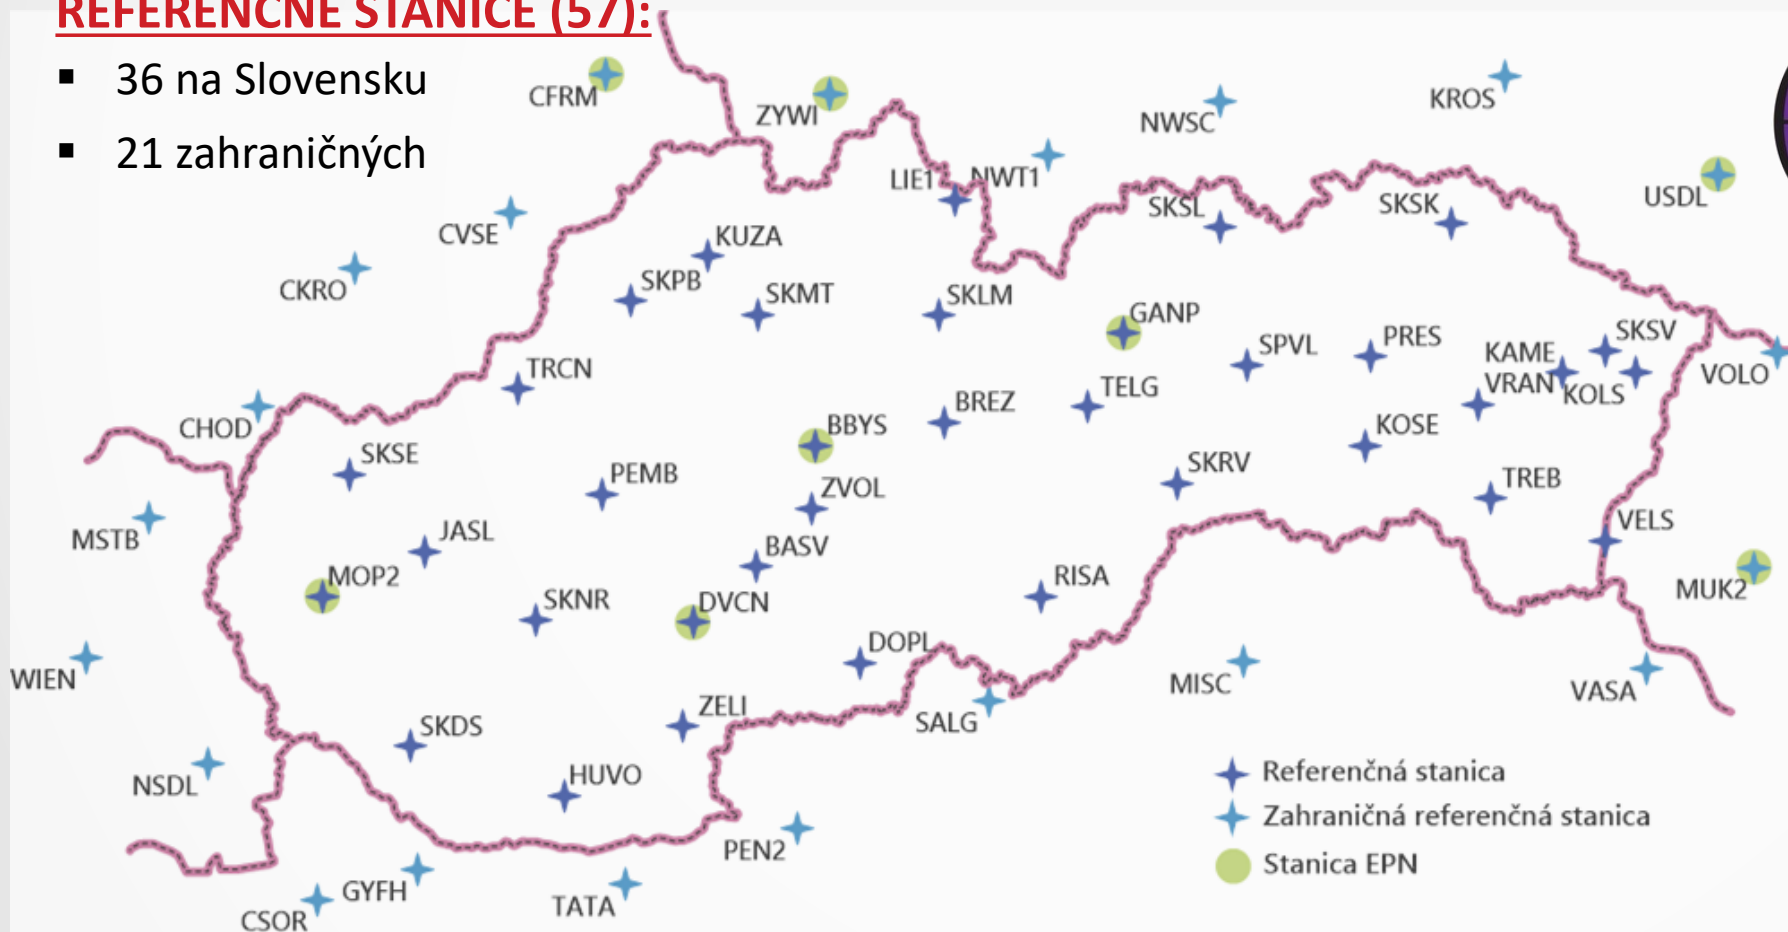 REFERENČNÉ STANICE (57):
▪ 36 na Slovensku
▪ 21 zahraničných
CFRM
ZYWI
NWSC
KROS
LIE1
NWT1
USDL
SKSL
SKSK
CVSE
KUZA
CKRO
SKPB
SKMT
SKLM
GANP
SPVL
PRES
SKSV
KAME
VOLO
TRCN
VRAN
KOLS
TELG
BREZ
CHOD
BBYS
KOSE
SKSE
PEMB
SKRV
TREB
ZVOL
MSTB
JASL
VELS
BASV
MOP2
RISA
MUK2
SKNR
DVCN
DOPL
WIEN
MISC
VASA
ZELI
SALG
SKDS
NSDL
HUVO
Referenčná stanica
Zahraničná referenčná stanica
Stanica EPN
PEN2
GYFH
TATA
CSOR